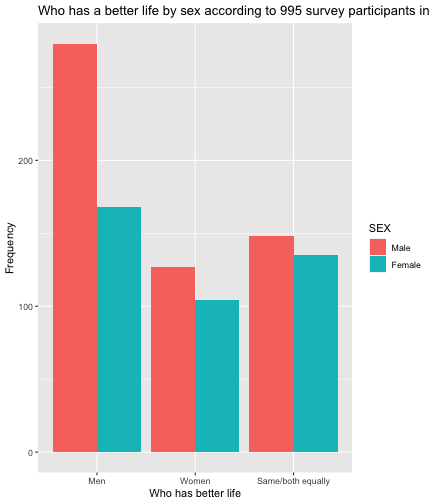 Who has a better life by sex according to 995 survey participants in
200
100
0
Frequency
Men
Women
Same/both equally
Who has better life
SEX
Male
Female